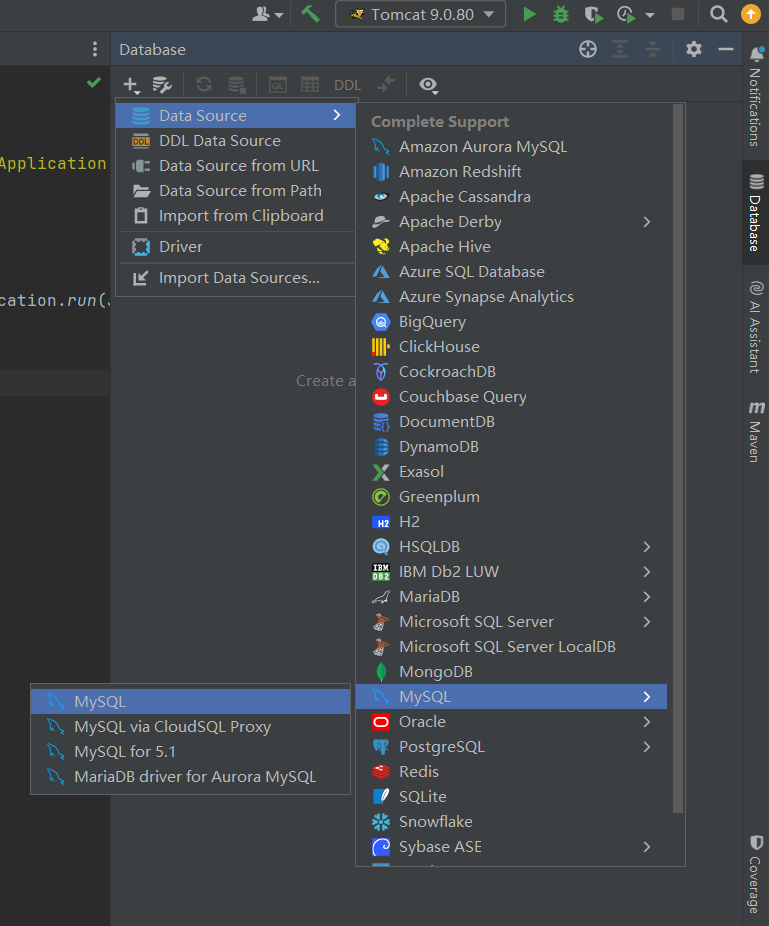 Tomcat 9.0.80
Database
DDL
Application
cation.run(
Create a
Data Source
DDL Data Source
Data Source from URL
Data Source from Path
Import from Clipboard
Driver
Import Data Sources...
Complete Support
Amazon Aurora MySQL
Amazon Redshift
Apache Cassandra
Apache Derby
Apache Hive
Azure SQL Database
Azure Synapse Analytics
BigQuery
ClickHouse
CockroachDB
Couchbase Query
DocumentDB
DynamoDB
Exasol
Greenplum
H2
HSQLDB
IBM Db2 LUW
MariaDB
Microsoft SQL Server
Microsoft SQL Server LocalDB
MongoDB
MySQL
Oracle
PostgreSQL
Redis
SQLite
Snowflake
Sybase ASE
MySQL
MySQL via CloudSQL Proxy
MySQL for 5.1
MariaDB driver for Aurora MySQL
Notifications
Database
AI Assistant
Maven
Coverage